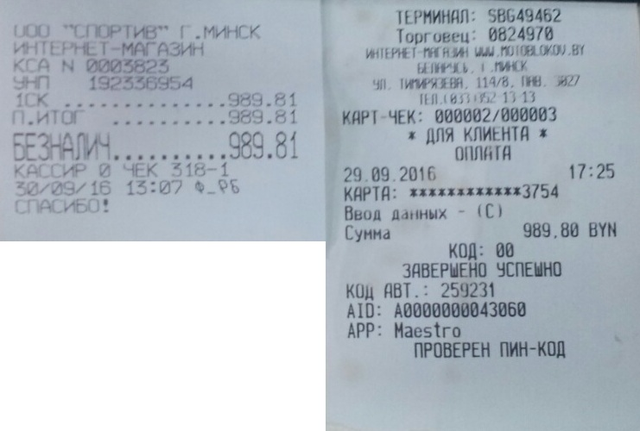 ООО "СПОРТИВ" Г.МИНСК
ИНТЕРНЕТ-МАГАЗИН
КСА N 0003823
УНП 192336954
1СК ............989.81
П.ИТОГ ..........989.81
БЕЗНАЛИЧ..........989.81
КАССИР 0 ЧЕК 318-1
30/09/16 13:07 Ф_РБ
СПАСИБО!
ТЕРМИНАЛ: SBG49462
Торговец: 0824970
ИНТЕРНЕТ-МАГАЗИН WWW.MOTOBLOKOV.BY
БЕЛАРУСЬ, Г.МИНСК
УЛ. ТИМИРЯЗЕВА, 114/8, ПАВ. 3027
ТЕЛ.(033)352-13-13
КАРТ-ЧЕК: 000002/000003
* ДЛЯ КЛИЕНТА *
ОПЛАТА
29.09.2016 17:25
КАРТА: ************3754
Ввод данных - (C)
Сумма 989.80 BYN
КОД: 00
ЗАВЕРШЕНО УСПЕШНО
КОД АВТ.: 259231
AID: A0000000043060
APP: Maestro
ПРОВЕРЕН ПИН-КОД